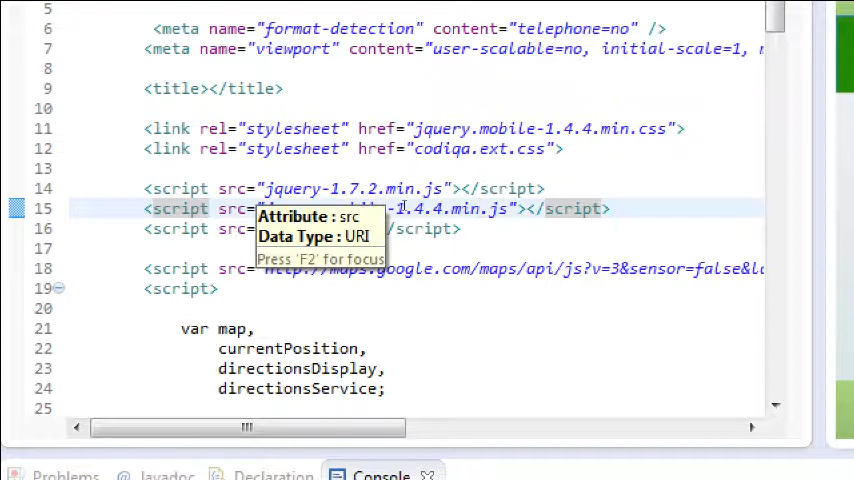 5
6 <meta name="format-detection" content="telephone=no" />
7 <meta name="viewport" content="user-scalable=no, initial-scale=1,
8
9 <title></title>
10
11 <link rel="stylesheet" href="jquery.mobile-1.4.4.min.css">
12 <link rel="stylesheet" href="codiqa.ext.css">
13
14 <script src="jquery-1.7.2.min.js"></script>
15 <script src= -1.4.4.min.js"></script>
Attribute : src
16 <script src= /script>
Data Type : URI
17
Press 'F2' for focus
18 <script src="http://maps.google.com/maps/api/js?v=3&sensor=false&
19 <script>
20
21 var map,
22 currentPosition,
23 directionsDisplay,
24 directionsService;
25
Problems @ Javadoc Declaration Console